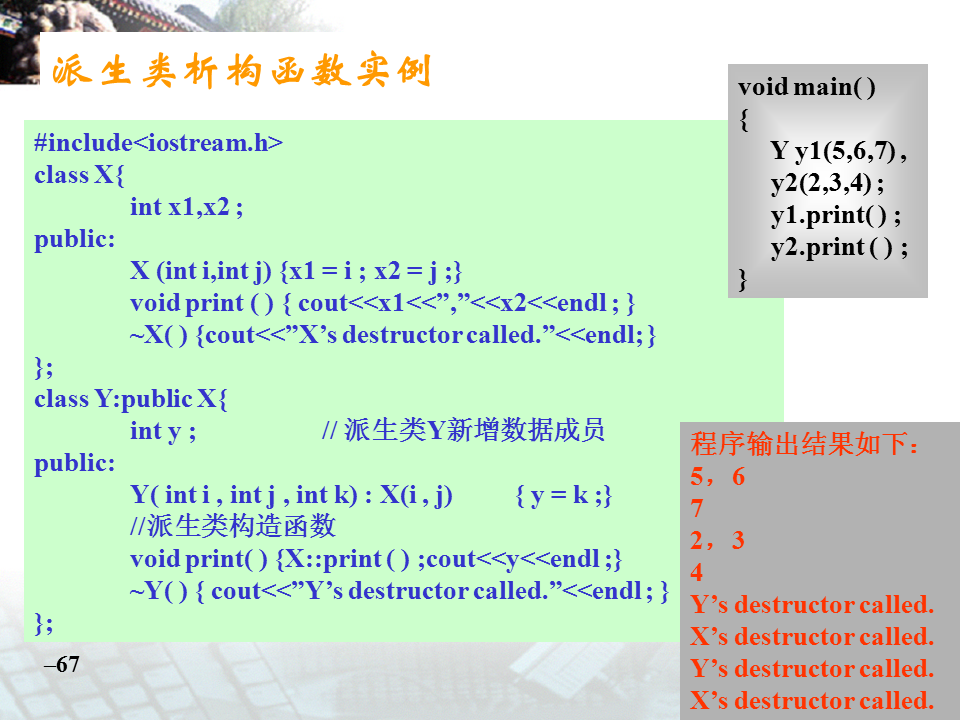 派生类析构函数实例
#include<iostream.h>
class X{
int x1,x2 ;
public:
X (int i,int j) {x1 = i ; x2 = j ;}
void print ( ) { cout<<x1<<”,”<<x2<<endl ; }
~X( ) {cout<<”X’s destructor called.”<<endl; }
};
class Y:public X{
int y ; // 派生类Y新增数据成员
public:
Y( int i , int j , int k) : X(i , j) { y = k ;}
//派生类构造函数
void print( ) {X::print ( ) ;cout<<y<<endl ;}
~Y( ) { cout<<”Y’s destructor called.”<<endl ; }
};
void main( )
{
Y y1(5,6,7) ,
y2(2,3,4) ;
y1.print( ) ;
y2.print ( ) ;
}
程序输出结果如下：
5，6
7
2，3
4
Y’s destructor called.
X’s destructor called.
Y’s destructor called.
X’s destructor called.
–67